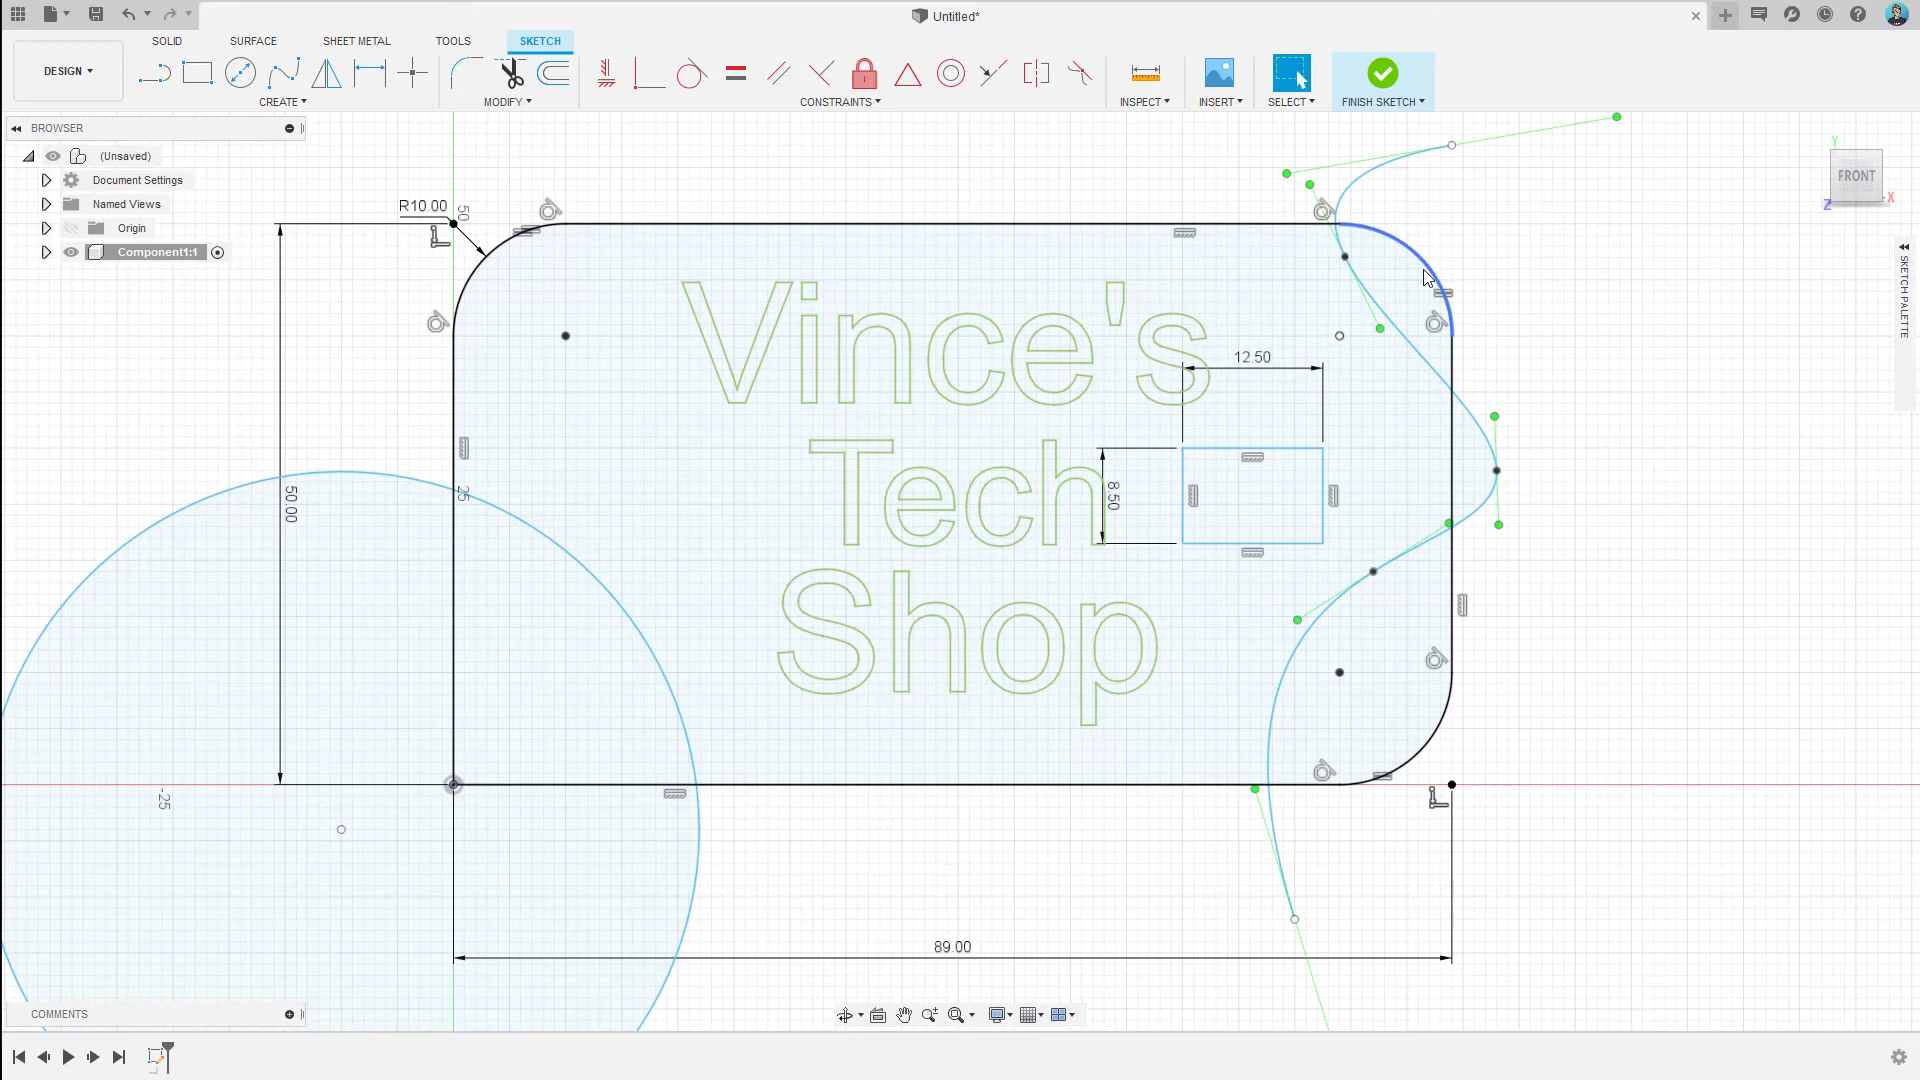 Untitled*
DESIGN
SOLID
SURFACE
SHEET METAL
TOOLS
SKETCH
CREATE
MODIFY
CONSTRAINTS
INSPECT
INSERT
SELECT
FINISH SKETCH
BROWSER
(Unsaved)
Document Settings
Named Views
Origin
Component1:1
Y
FRONT
X
Z
SKETCH PALETTE
R10.00
50
Vince's
12.50
Tech
8.50
50.00
25
Shop
-25
89.00
COMMENTS